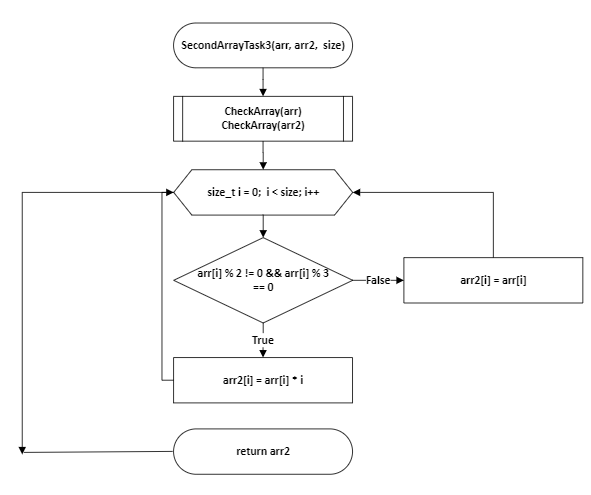 SecondArrayTask3(arr, arr2, size)
CheckArray(arr)
CheckArray(arr2)
size_t i = 0; i < size; i++
arr[i] % 2 != 0 && arr[i] % 3
== 0
False
arr2[i] = arr[i]
True
arr2[i] = arr[i] * i
return arr2